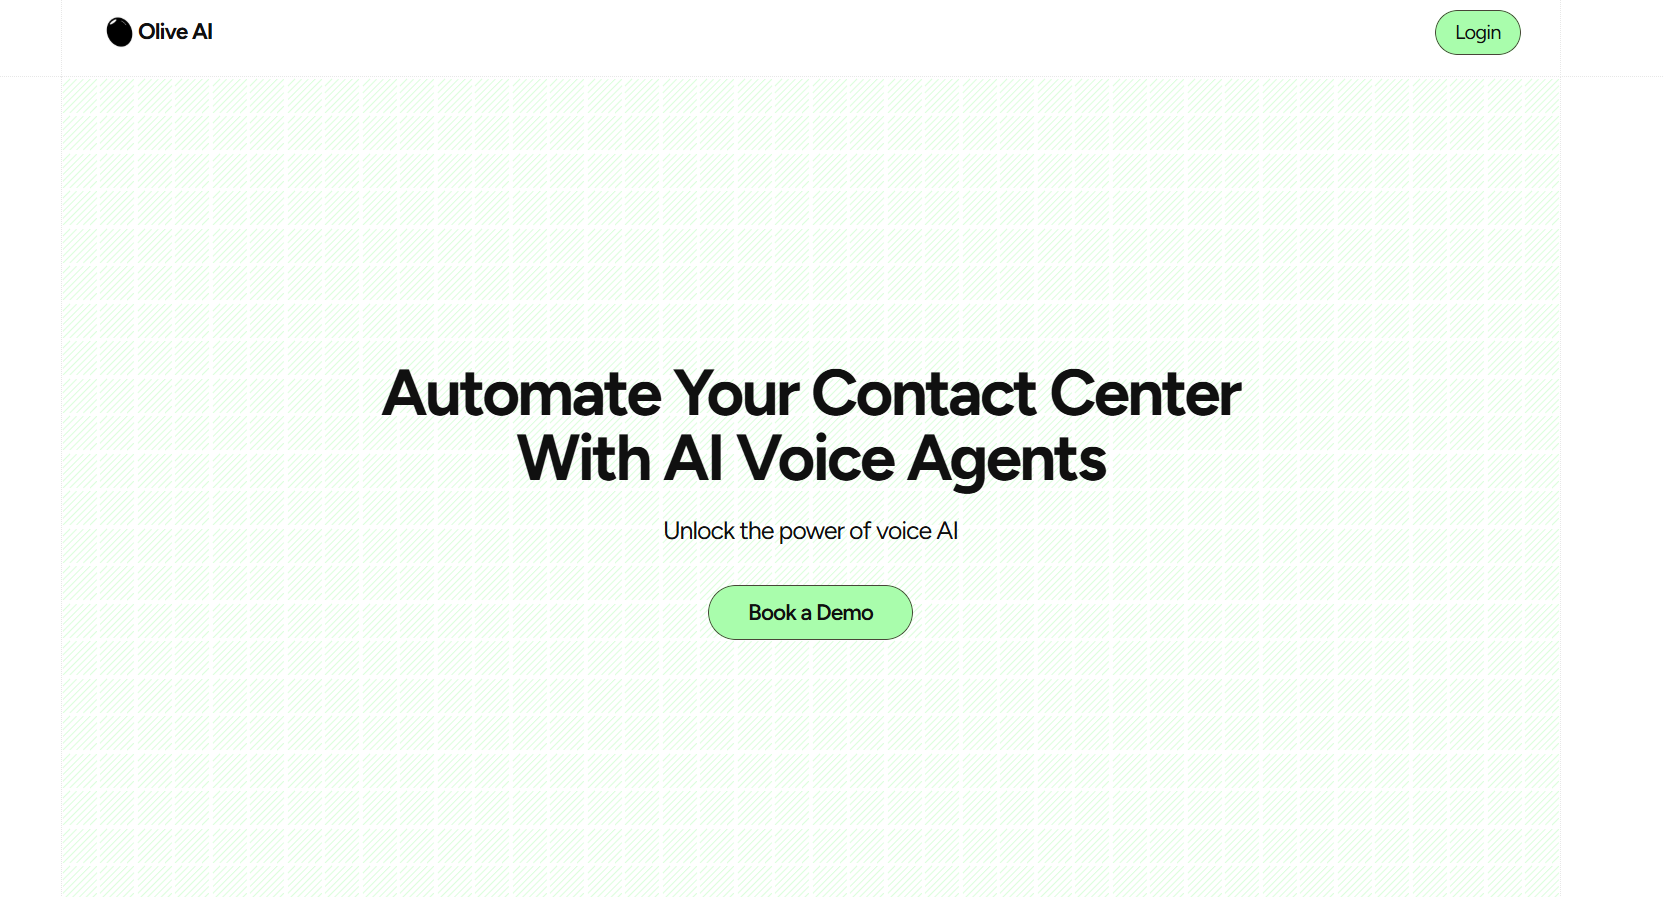 Olive AI
Login
Automate Your Contact Center
With AI Voice Agents
Unlock the power of voice AI
Book a Demo